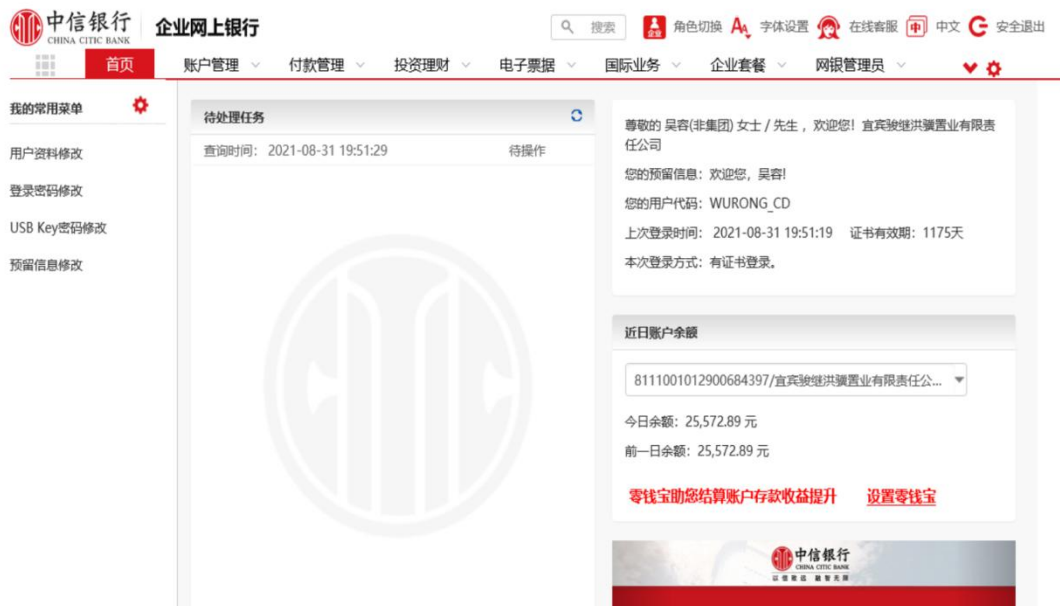 中信银行 企业网上银行 搜索 企业 角色切换 字体设置 在线客服 中 中文 安全退出
CHINA CITIC BANK
首页 账户管理 付款管理 投资理财 电子票据 国际业务 企业套餐 网银管理员
我的常用菜单
用户资料修改
登录密码修改
USB Key密码修改
预留信息修改
待处理任务
查询时间: 2021-08-31 19:51:29 待操作
尊敬的 吴容(非集团) 女士 / 先生 ，欢迎您！宜宾骏继洪骥置业有限责
任公司
您的预留信息：欢迎您，吴容!
您的用户代码：WURONG_CD
上次登录时间： 2021-08-31 19:51:19 证书有效期：1175天
本次登录方式：有证书登录。
近日账户余额
8111001012900684397/宜宾骏继洪骥置业有限责任公...
今日余额：25,572.89 元
前一日余额：25,572.89 元
零钱宝助您结算账户存款收益提升 设置零钱宝
中信银行
CHINA CITIC BANK
以信致远 融智无限